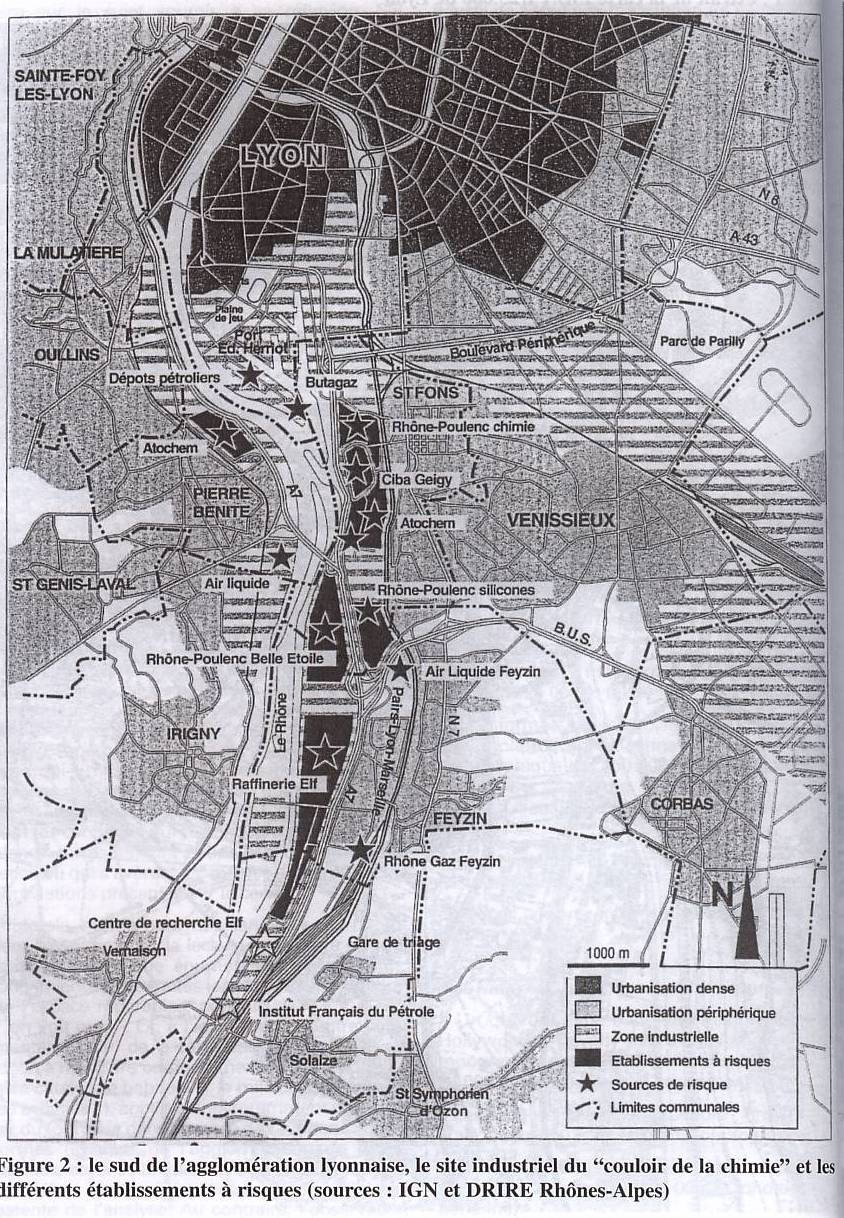 SAINTE-FOY
LES-LYON
LYON
N 6
A 43
LA MULATIERE
Plaine
de jeu
Port
Ed. Herriot
Boulevard Périphérique
Parc de Parilly
OULLINS
Dépots pétroliers
Butagaz
ST FONS
Rhône-Poulenc chimie
Atochem
Ciba Geigy
A7
PIERRE
BENITE
Atochem
VENISSIEUX
ST GENIS-LAVAL
Air liquide
Rhône-Poulenc silicones
B.U.S.
Rhône-Poulenc Belle Etoile
Air Liquide Feyzin
Le Rhône
Paris-Lyon-Marseille
N 7
IRIGNY
Raffinerie Elf
A7
FEYZIN
CORBAS
Rhône Gaz Feyzin
N
Centre de recherche Elf
Vernaison
Gare de triage
1000 m
Institut Français du Pétrole
Solaize
St Symphorien
d'Ozon
Urbanisation dense
Urbanisation périphérique
Zone industrielle
Etablissements à risques
Sources de risque
Limites communales
Figure 2 : le sud de l'agglomération lyonnaise, le site industriel du “couloir de la chimie” et les
différents établissements à risques (sources : IGN et DRIRE Rhônes-Alpes)